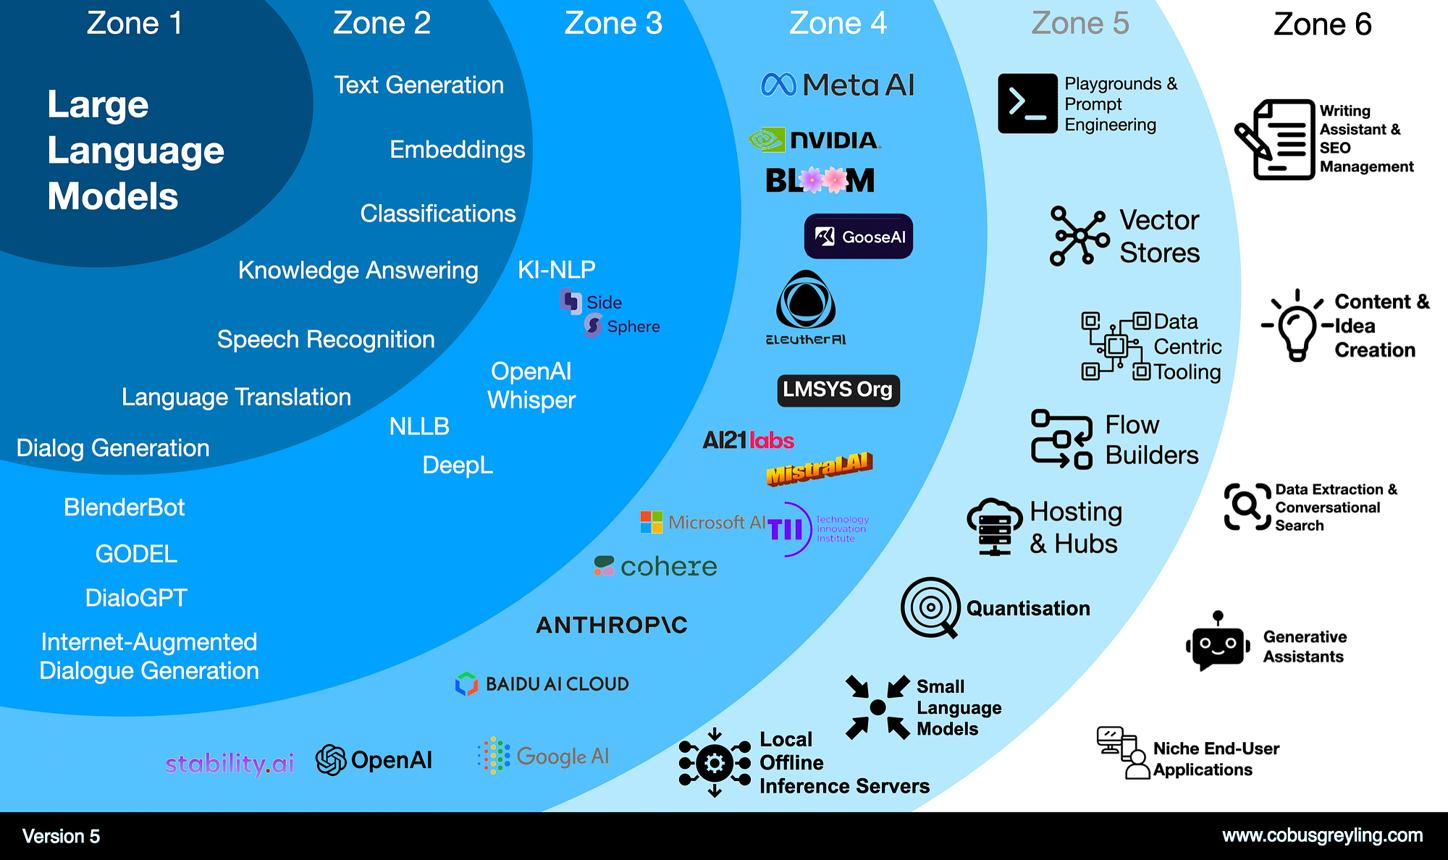 Zone 1
Zone 2
Zone 3
Zone 4
Zone 5
Zone 6
Large
Language
Models
Text Generation
Embeddings
Classifications
Knowledge Answering
Speech Recognition
Language Translation
Dialog Generation
KI-NLP
Side
Sphere
OpenAI
Whisper
NLLB
DeepL
BlenderBot
GODEL
DialoGPT
Internet-Augmented
Dialogue Generation
Meta AI
NVIDIA.
BLOOM
GooseAI
EleutherAI
LMSYS Org
AI21labs
Mistral.AI
Microsoft AI
TII
Technology
Innovation
Institute
cohere
ANTHROP\C
BAIDU AI CLOUD
Google AI
OpenAI
stability.ai
Playgrounds &
Prompt
Engineering
Vector
Stores
Data
Centric
Tooling
Flow
Builders
Hosting
& Hubs
Quantisation
Small
Language
Models
Local
Offline
Inference Servers
Writing
Assistant &
SEO
Management
Content &
Idea
Creation
Data Extraction &
Conversational
Search
Generative
Assistants
Niche End-User
Applications
Version 5
www.cobusgreyling.com